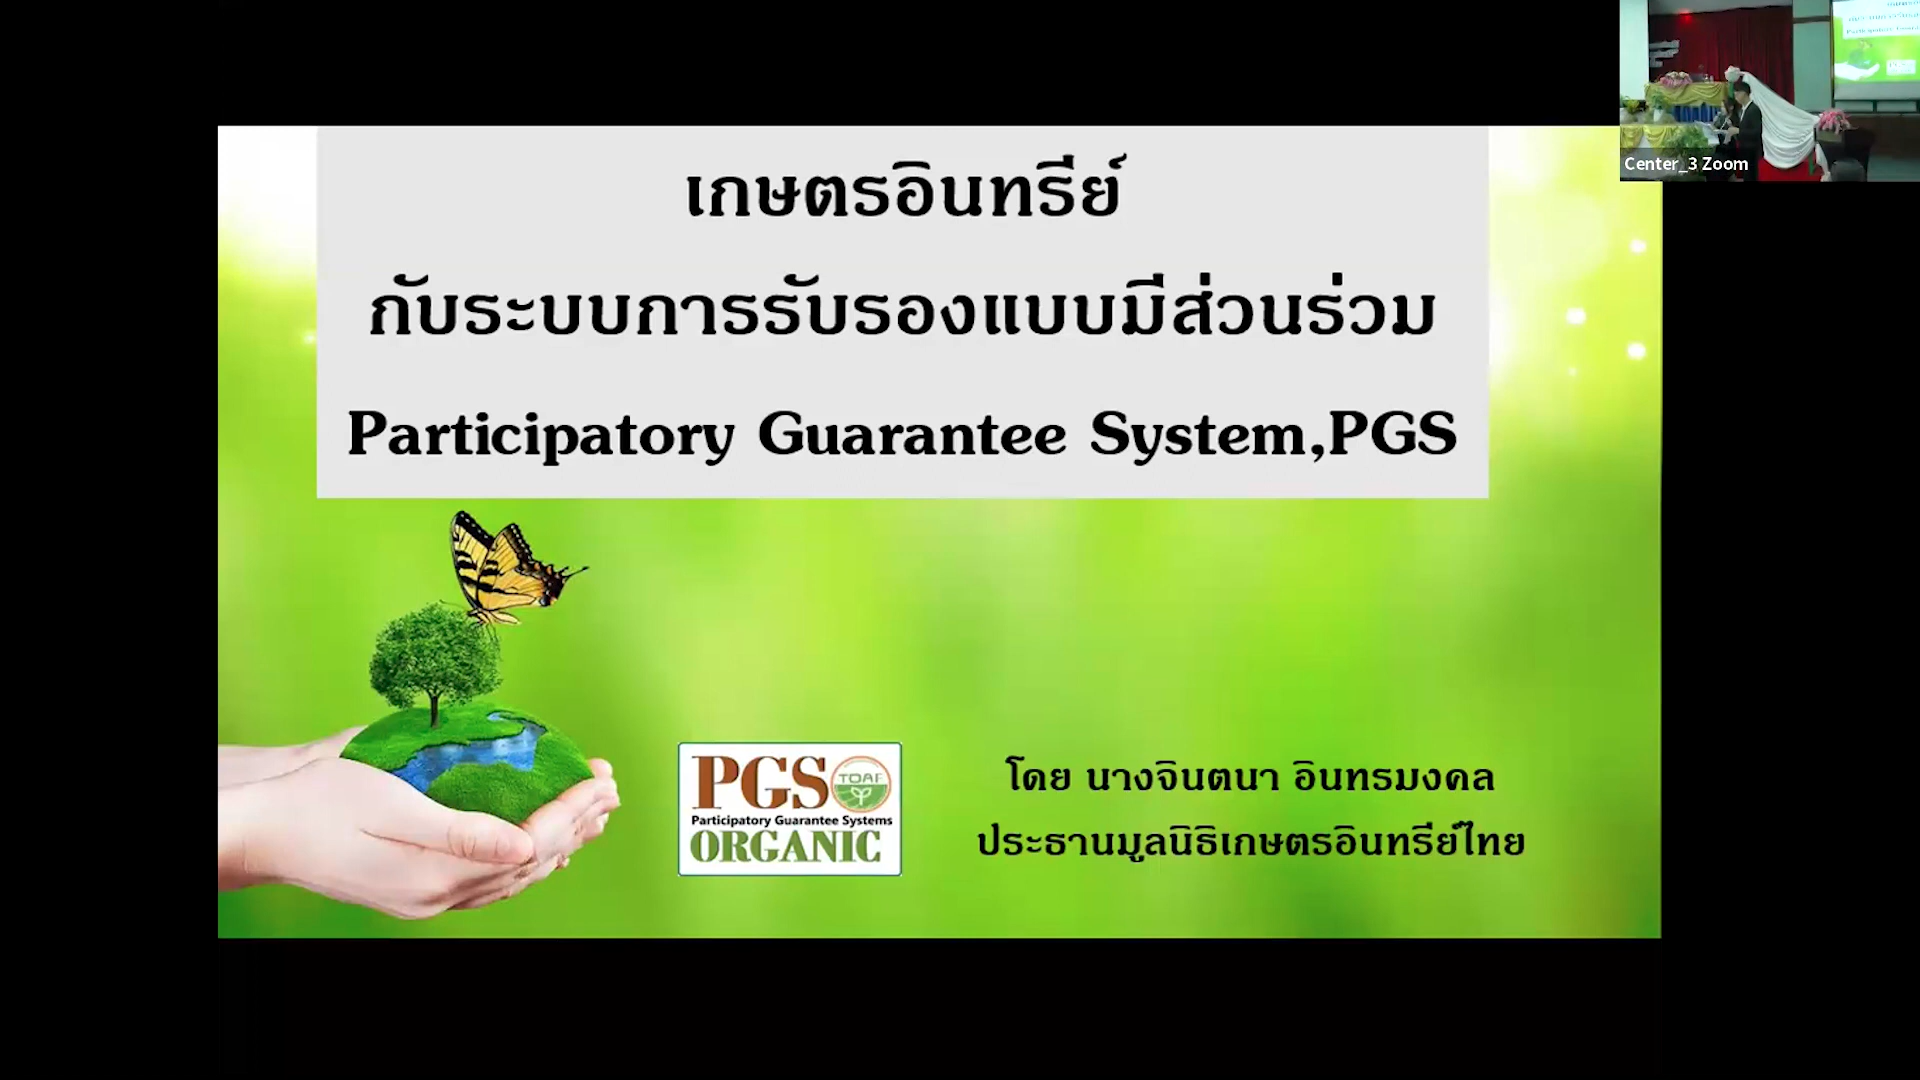 เกษตรอินทรีย์
กับระบบการรับรองแบบมีส่วนร่วม
Participatory Guarantee System,PGS
PGS
TOAF
Participatory Guarantee Systems
ORGANIC
โดย นางจินตนา อินทรมงคล
ประธานมูลนิธิเกษตรอินทรีย์ไทย
Center_3 Zoom